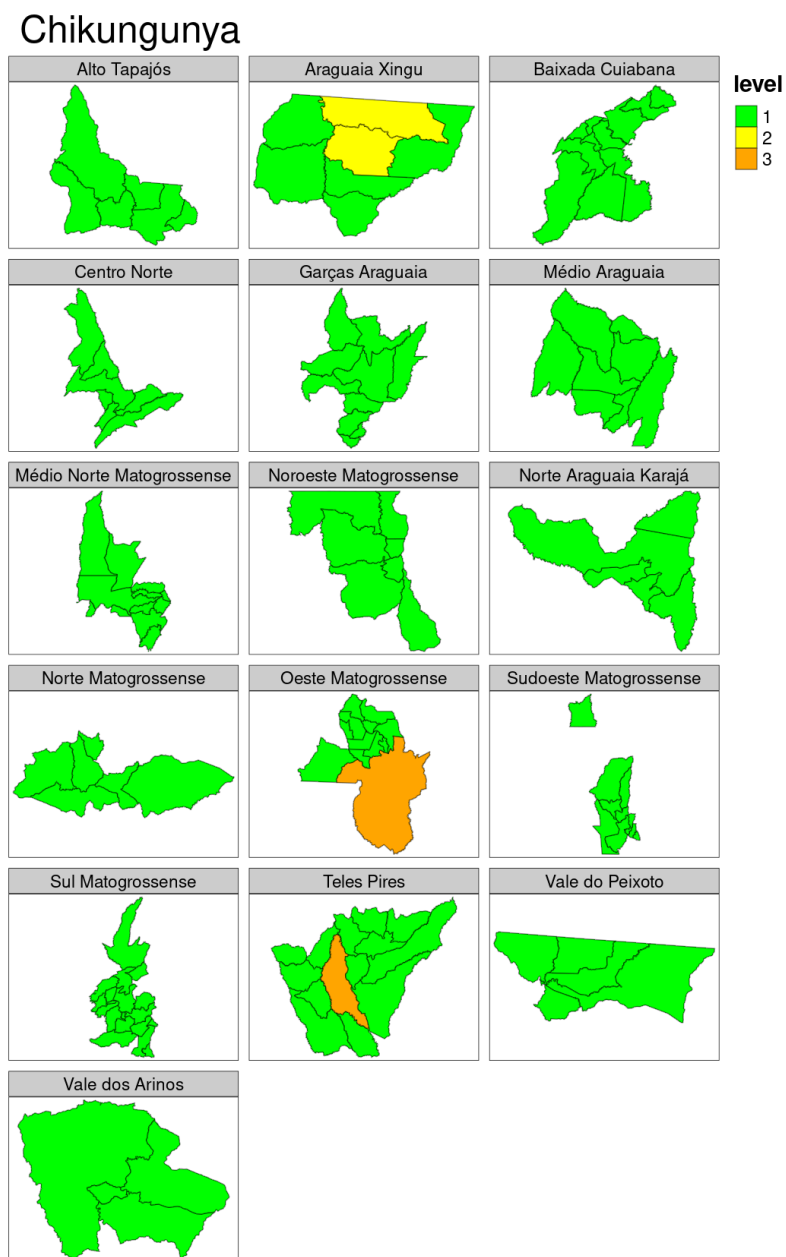 Chikungunya
Alto Tapajós
Araguaia Xingu
Baixada Cuiabana
level
1
2
3
Centro Norte
Garças Araguaia
Médio Araguaia
Médio Norte Matogrossense
Noroeste Matogrossense
Norte Araguaia Karajá
Norte Matogrossense
Oeste Matogrossense
Sudoeste Matogrossense
Sul Matogrossense
Teles Pires
Vale do Peixoto
Vale dos Arinos